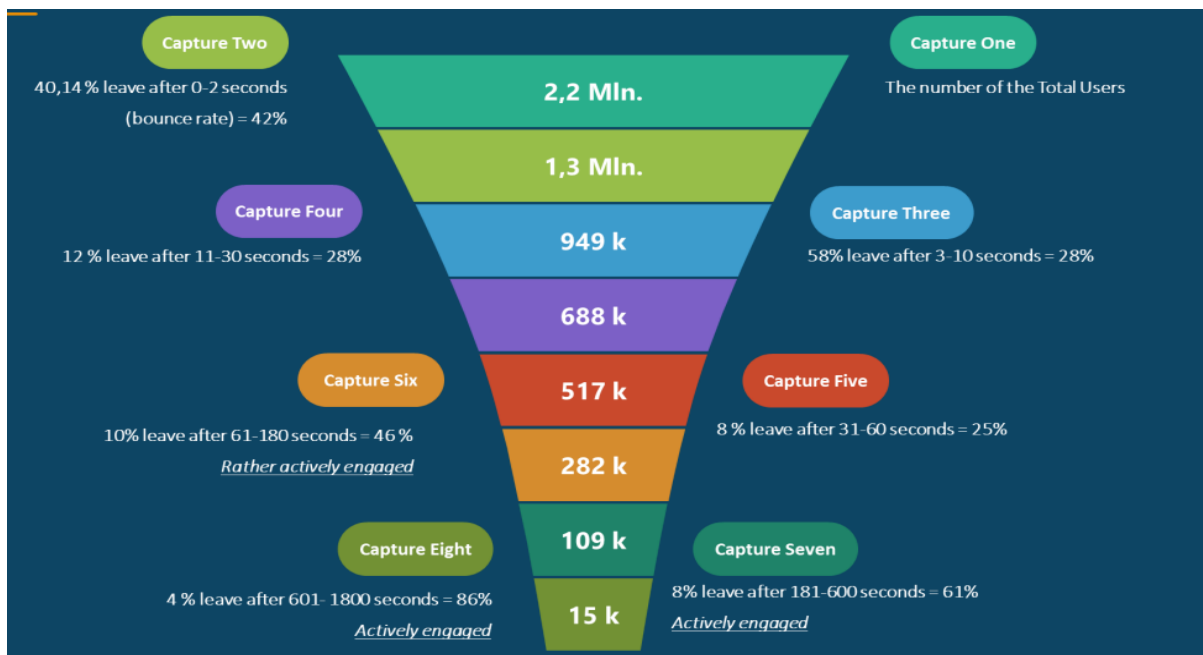 Capture Two
40,14 % leave after 0-2 seconds
(bounce rate) = 42%
Capture One
The number of the Total Users
2,2 Mln.
1,3 Mln.
Capture Four
12 % leave after 11-30 seconds = 28%
Capture Three
58% leave after 3-10 seconds = 28%
949 k
688 k
Capture Six
10% leave after 61-180 seconds = 46 %
Rather actively engaged
Capture Five
8 % leave after 31-60 seconds = 25%
517 k
282 k
Capture Eight
4 % leave after 601- 1800 seconds = 86%
Actively engaged
Capture Seven
8% leave after 181-600 seconds = 61%
Actively engaged
109 k
15 k